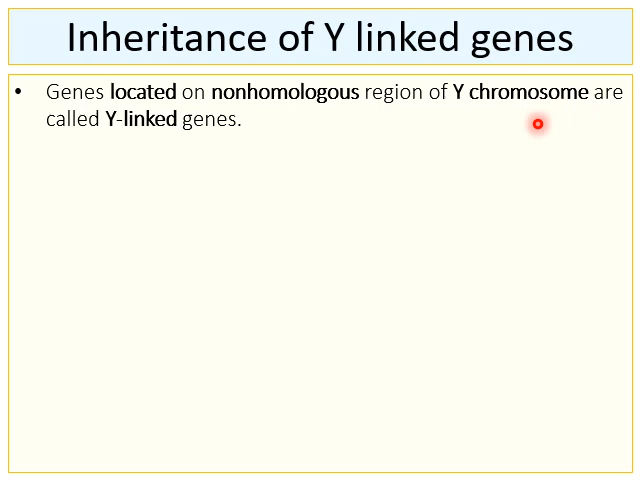 Inheritance of Y linked genes
• Genes located on nonhomologous region of Y chromosome are
called Y-linked genes.